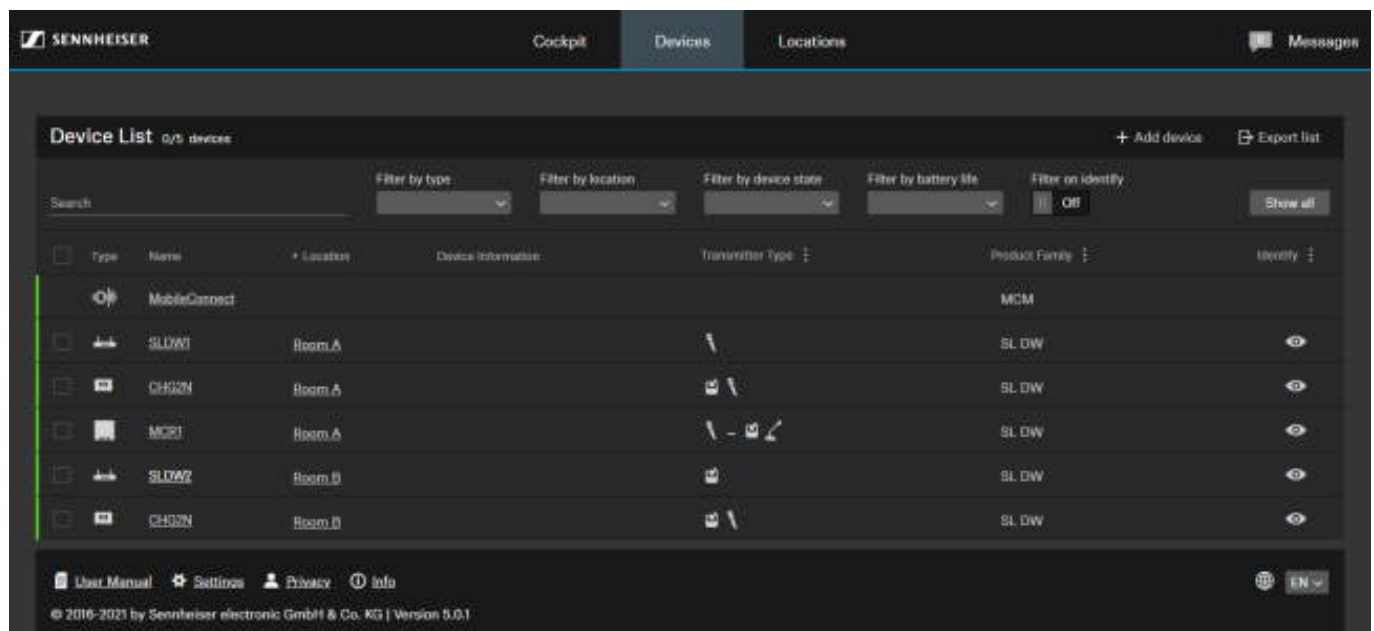 SENNHEISER Cockpit Devices Locations Messages
Device List 0/5 devices + Add device Export list
Filter by type Filter by location Filter by device state Filter by battery life Filter on identify
Search Off Show all
Type Name Location Device Information Transmitter Type Product Family Identify
MobileConnect MCM
SLDW1 Room A SL DW
CHG2N Room A SL DW
MCR1 Room A SL DW
SLDW2 Room B SL DW
CHG2N Room B SL DW
User Manual Settings Privacy Info EN
© 2016-2021 by Sennheiser electronic GmbH & Co. KG | Version 5.0.1